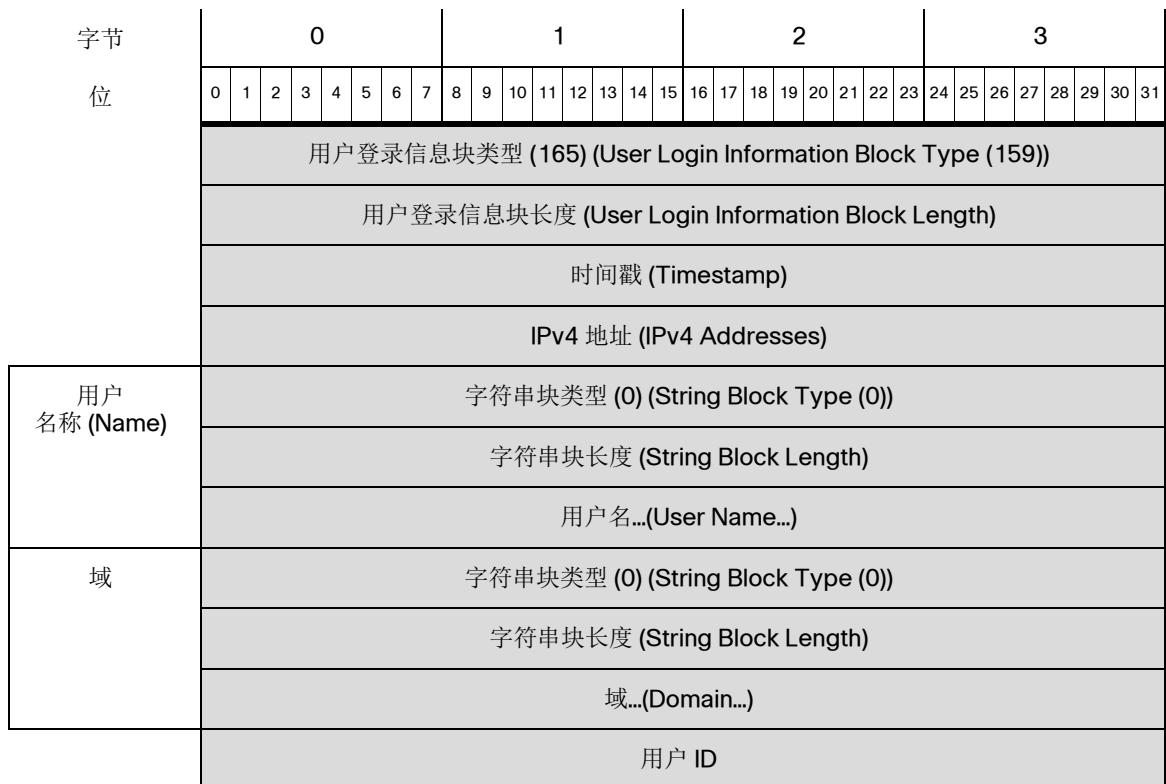 字节 0 1 2 3
位 0 1 2 3 4 5 6 7 8 9 10 11 12 13 14 15 16 17 18 19 20 21 22 23 24 25 26 27 28 29 30 31
用户登录信息块类型 (165) (User Login Information Block Type (159))
用户登录信息块长度 (User Login Information Block Length)
时间戳 (Timestamp)
IPv4 地址 (IPv4 Addresses)
用户
名称 (Name)
字符串块类型 (0) (String Block Type (0))
字符串块长度 (String Block Length)
用户名...(User Name...)
域
字符串块类型 (0) (String Block Type (0))
字符串块长度 (String Block Length)
域...(Domain...)
用户 ID